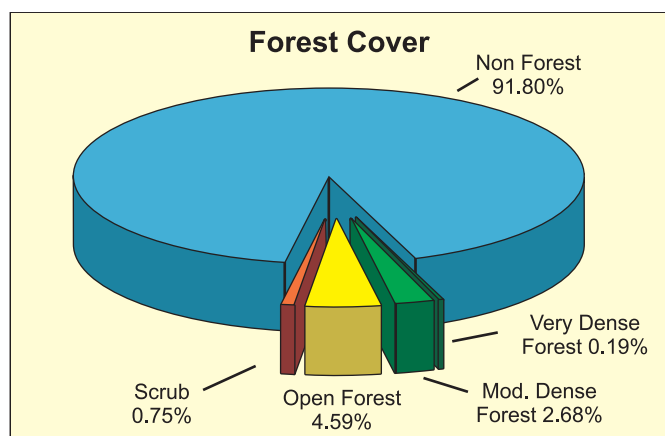 Forest Cover
Non Forest
91.80%
Very Dense
Forest 0.19%
Mod. Dense
Forest 2.68%
Open Forest
4.59%
Scrub
0.75%